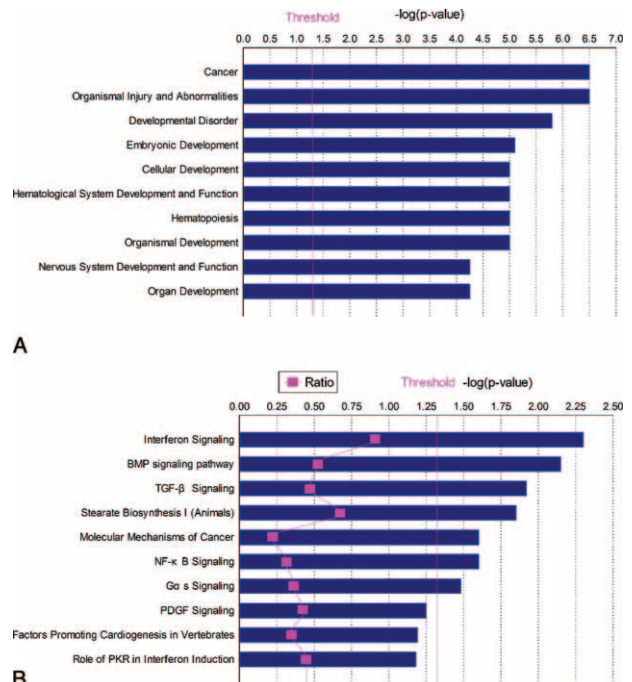 Threshold -log(p-value)
0.0 0.5 1.0 1.5 2.0 2.5 3.0 3.5 4.0 4.5 5.0 5.5 6.0 6.5 7.0
Cancer
Organismal Injury and Abnormalities
Developmental Disorder
Embryonic Development
Cellular Development
Hematological System Development and Function
Hematopoiesis
Organismal Development
Nervous System Development and Function
Organ Development
A
Ratio Threshold -log(p-value)
0.00 0.25 0.50 0.75 1.00 1.25 1.50 1.75 2.00 2.25 2.50
Interferon Signaling
BMP signaling pathway
TGF-β Signaling
Stearate Biosynthesis I (Animals)
Molecular Mechanisms of Cancer
NF-κ B Signaling
Gα s Signaling
PDGF Signaling
Factors Promoting Cardiogenesis in Vertebrates
Role of PKR in Interferon Induction
B